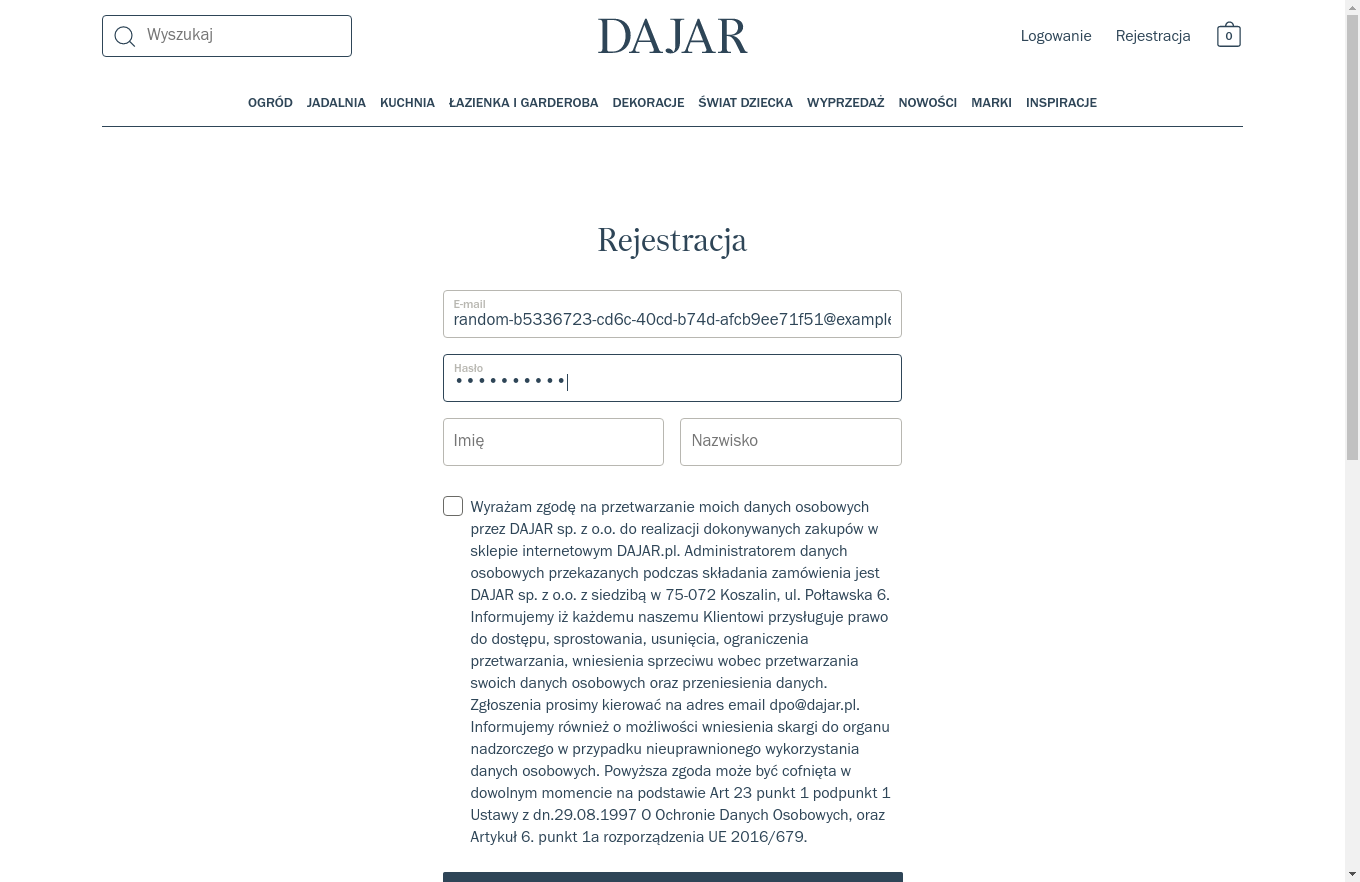 Wyszukaj
DAJAR
Logowanie
Rejestracja
0
OGRÓD JADALNIA KUCHNIA ŁAZIENKA I GARDEROBA DEKORACJE ŚWIAT DZIECKA WYPRZEDAŻ NOWOŚCI MARKI INSPIRACJE
Rejestracja
E-mail
random-b5336723-cd6c-40cd-b74d-afcb9ee71f51@example
Hasło
••••••••••
Imię
Nazwisko
Wyrażam zgodę na przetwarzanie moich danych osobowych
przez DAJAR sp. z o.o. do realizacji dokonywanych zakupów w
sklepie internetowym DAJAR.pl. Administratorem danych
osobowych przekazanych podczas składania zamówienia jest
DAJAR sp. z o.o. z siedzibą w 75-072 Koszalin, ul. Połtawska 6.
Informujemy iż każdemu naszemu Klientowi przysługuje prawo
do dostępu, sprostowania, usunięcia, ograniczenia
przetwarzania, wniesienia sprzeciwu wobec przetwarzania
swoich danych osobowych oraz przeniesienia danych.
Zgłoszenia prosimy kierować na adres email dpo@dajar.pl.
Informujemy również o możliwości wniesienia skargi do organu
nadzorczego w przypadku nieuprawnionego wykorzystania
danych osobowych. Powyższa zgoda może być cofnięta w
dowolnym momencie na podstawie Art 23 punkt 1 podpunkt 1
Ustawy z dn.29.08.1997 O Ochronie Danych Osobowych, oraz
Artykuł 6. punkt 1a rozporządzenia UE 2016/679.